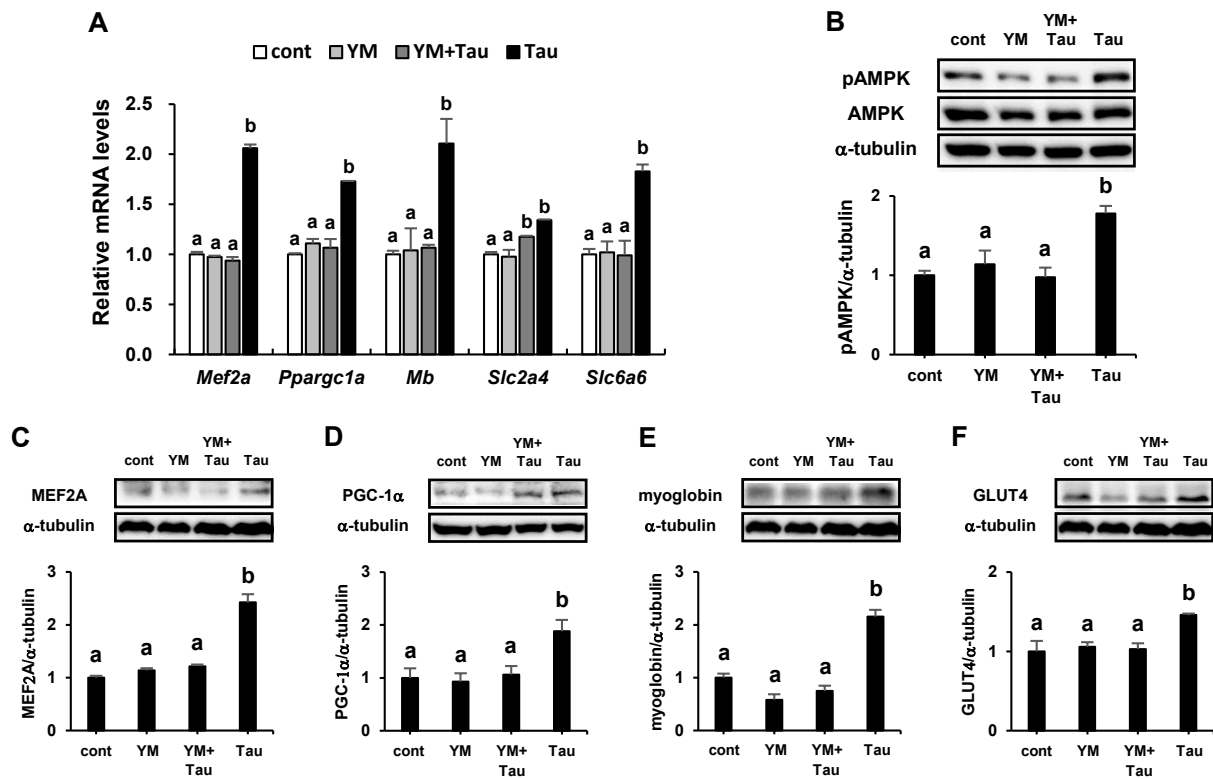 A
cont YM YM+Tau Tau
Relative mRNA levels
2.5
2.0
1.5
1.0
0.5
0.0
a a a b
a a a b
a a a b
a a b b
a a a b
Mef2a Ppargc1a Mb Slc2a4 Slc6a6
B
cont YM YM+ Tau
Tau
pAMPK
AMPK
α-tubulin
pAMPK/α-tubulin
2
1
0
a a a b
cont YM YM+ Tau
Tau
C
cont YM YM+ Tau
Tau
MEF2A
α-tubulin
MEF2A/α-tubulin
3
2
1
0
a a a b
cont YM YM+ Tau
Tau
D
cont YM YM+ Tau
Tau
PGC-1α
α-tubulin
PGC-1α/α-tubulin
3
2
1
0
a a a b
cont YM YM+ Tau
Tau
E
cont YM YM+ Tau
Tau
myoglobin
α-tubulin
myoglobin/α-tubulin
3
2
1
0
a a a b
cont YM YM+ Tau
Tau
F
cont YM YM+ Tau
Tau
GLUT4
α-tubulin
GLUT4/α-tubulin
2
1
0
a a a b
cont YM YM+ Tau
Tau